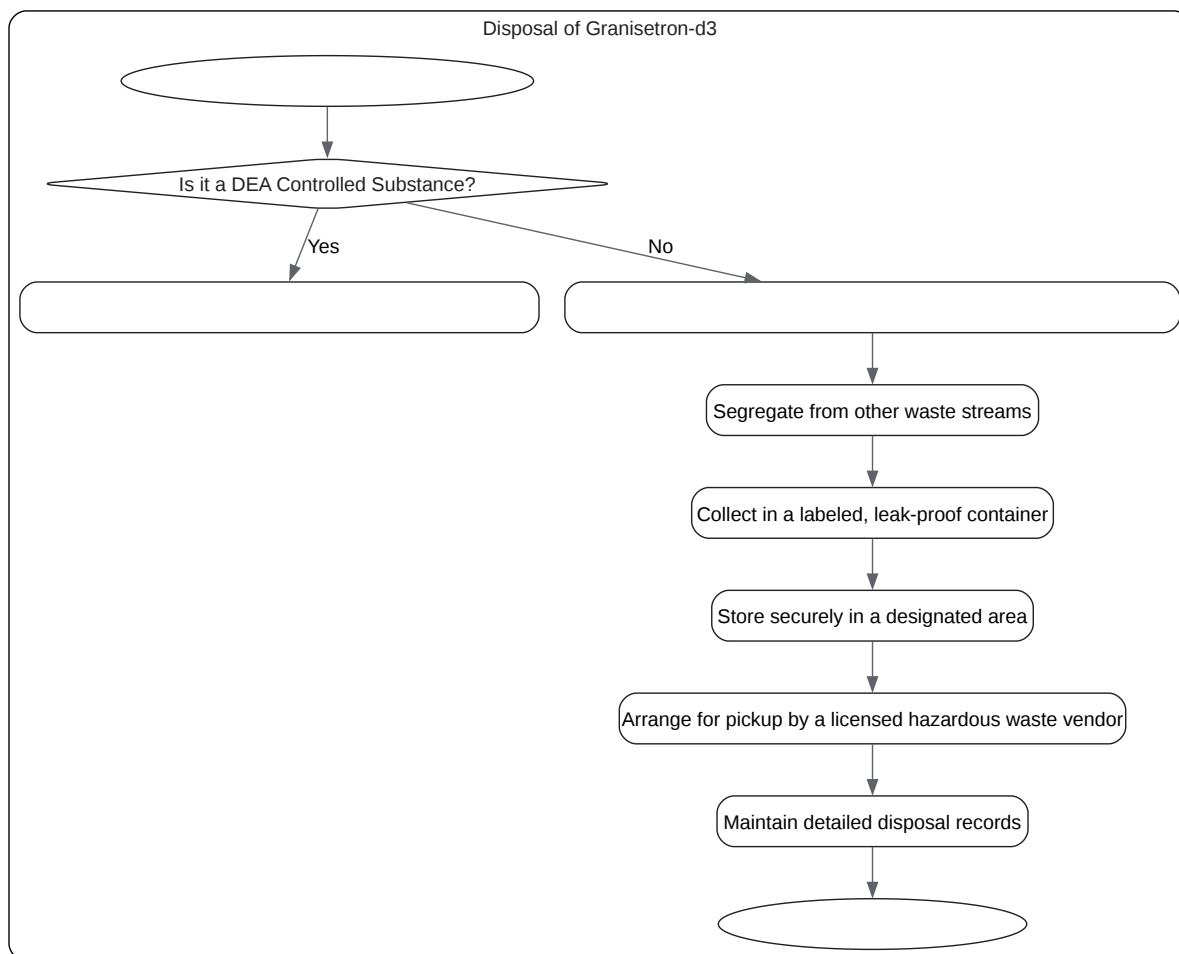 Disposal of Granisetron-d3
Is it a DEA Controlled Substance?
Yes
No
Segregate from other waste streams
Collect in a labeled, leak-proof container
Store securely in a designated area
Arrange for pickup by a licensed hazardous waste vendor
Maintain detailed disposal records